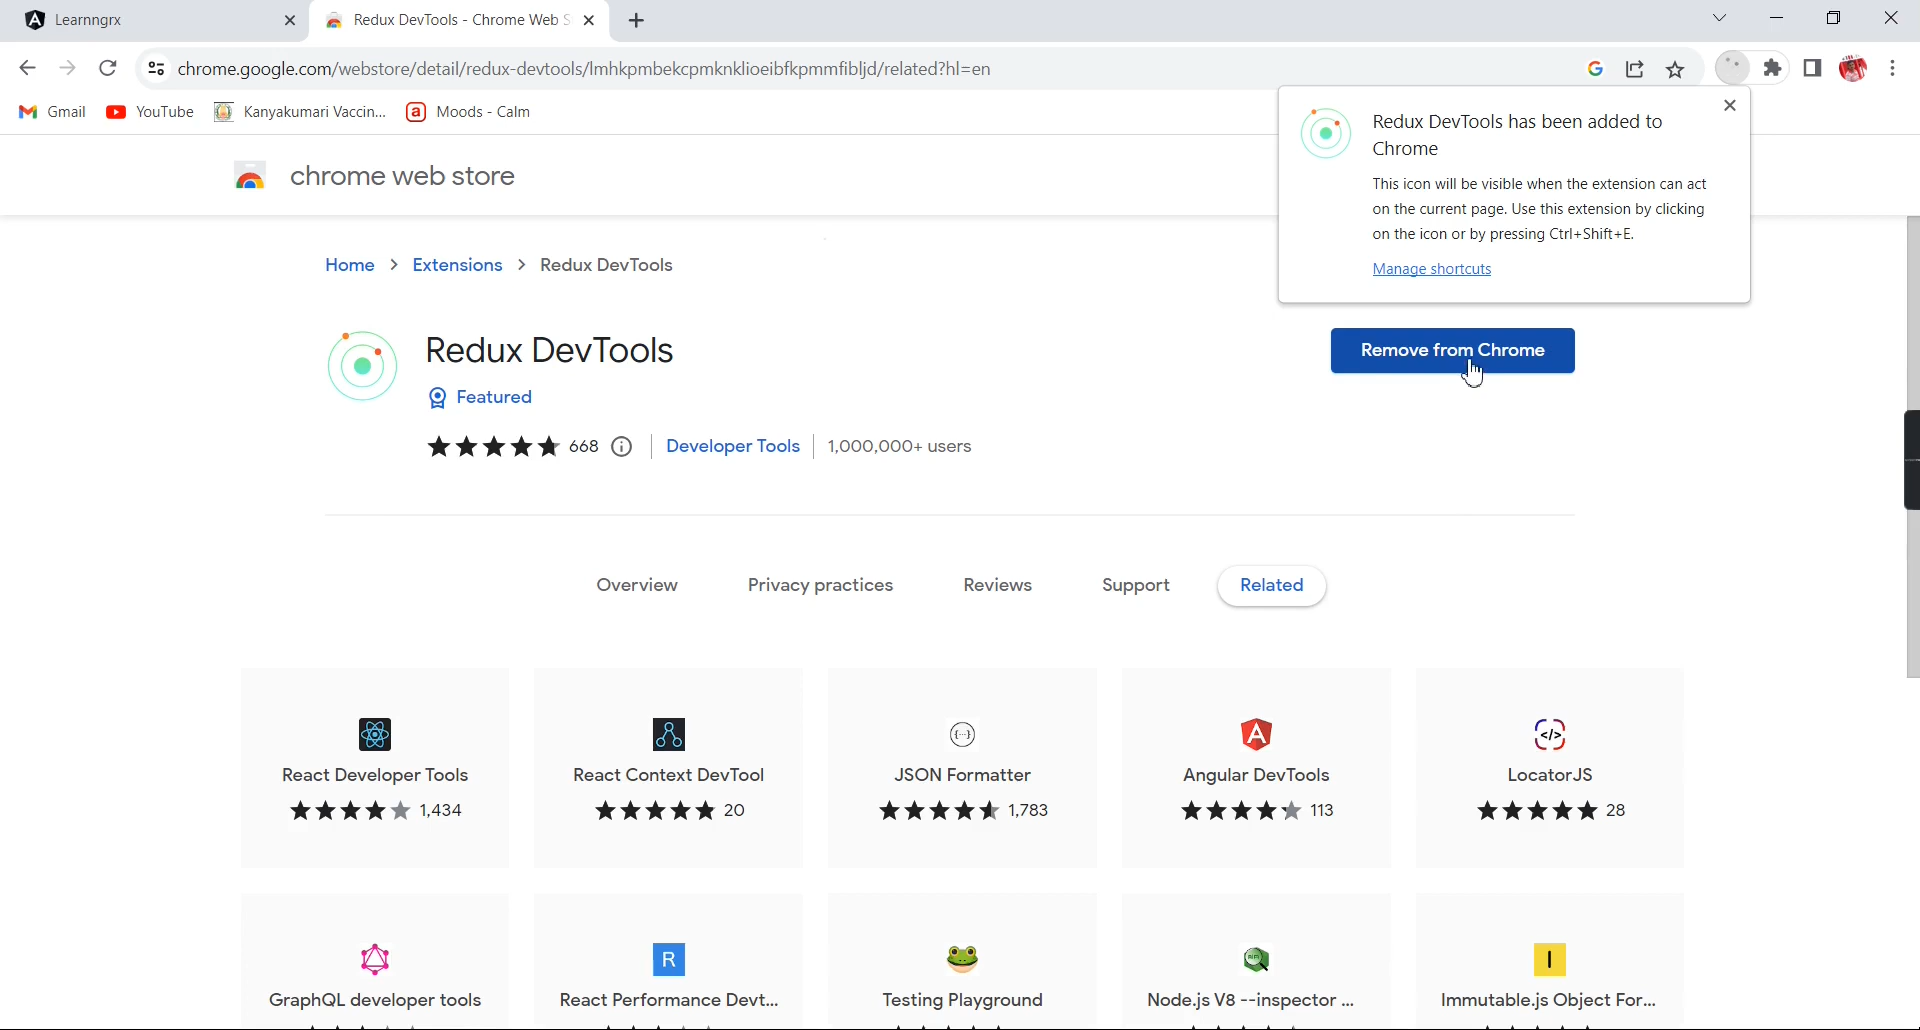 Learnngrx
Redux DevTools - Chrome Web S
chrome.google.com/webstore/detail/redux-devtools/lmhkpmbekcpmknklioeibfkpmmfibljd/related?hl=en
Gmail
YouTube
Kanyakumari Vaccin...
Moods - Calm
Redux DevTools has been added to
Chrome
This icon will be visible when the extension can act
on the current page. Use this extension by clicking
on the icon or by pressing Ctrl+Shift+E.
Manage shortcuts
chrome web store
Home > Extensions > Redux DevTools
Redux DevTools
Remove from Chrome
Featured
668
Developer Tools
1,000,000+ users
Overview
Privacy practices
Reviews
Support
Related
React Developer Tools
1,434
React Context DevTool
20
JSON Formatter
1,783
Angular DevTools
113
LocatorJS
28
GraphQL developer tools
React Performance Devt...
Testing Playground
Node.js V8 --inspector ...
Immutable.js Object For...